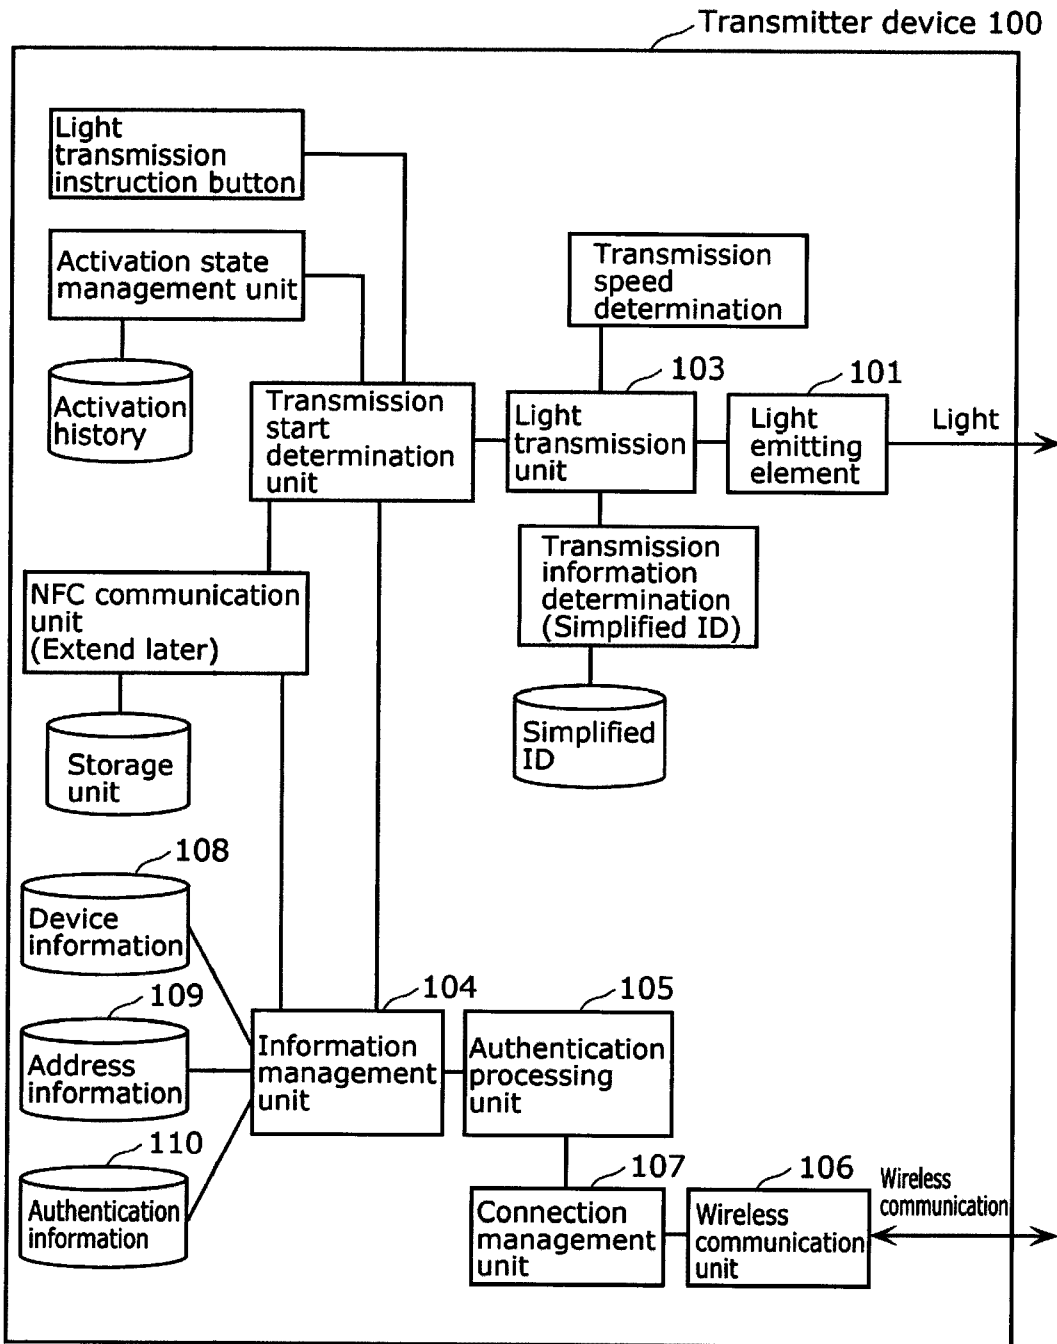 Transmitter device 100
Light
transmission
instruction button
Activation state
management unit
Activation
history
Transmission
speed
determination
Transmission
start
determination
unit
103
Light
transmission
unit
101
Light
emitting
element
Light
Transmission
information
determination
(Simplified ID)
Simplified
ID
NFC communication
unit
(Extend later)
Storage
unit
108
Device
information
109
Address
information
110
Authentication
information
104
Information
management
unit
105
Authentication
processing
unit
107
Connection
management
unit
106
Wireless
communication
unit
Wireless
communication